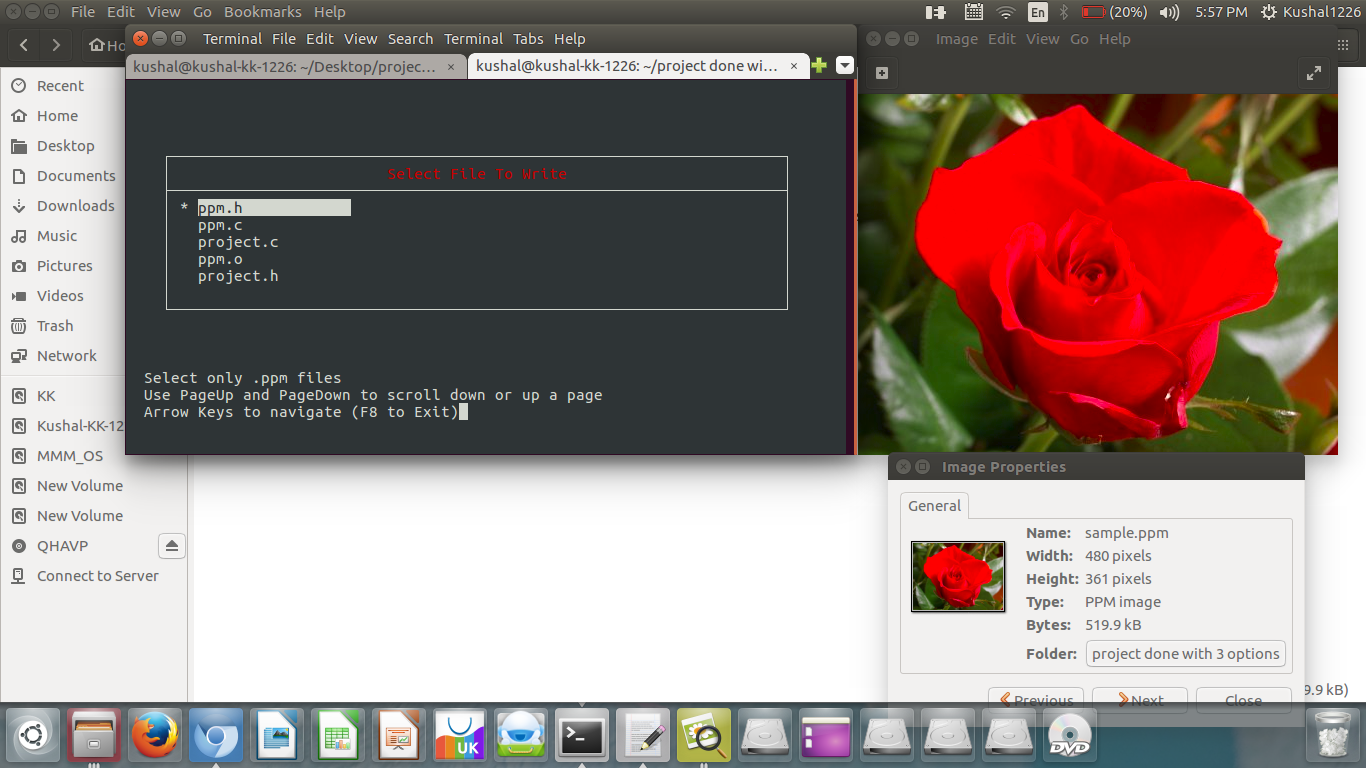 File Edit View Go Bookmarks Help
En
(20%)
5:57 PM
Kushal1226
Terminal File Edit View Search Terminal Tabs Help
Image Edit View Go Help
kushal@kushal-kk-1226: ~/Desktop/projec... ×
kushal@kushal-kk-1226: ~/project done wi... ×
Recent
Home
Desktop
Documents
Downloads
Music
Pictures
Videos
Trash
Network
KK
Kushal-KK-12
MMM_OS
New Volume
New Volume
QHAVP
Connect to Server
Select File To Write
* ppm.h
ppm.c
project.c
ppm.o
project.h
Select only .ppm files
Use PageUp and PageDown to scroll down or up a page
Arrow Keys to navigate (F8 to Exit)
Image Properties
General
Name: sample.ppm
Width: 480 pixels
Height: 361 pixels
Type: PPM image
Bytes: 519.9 kB
Folder: project done with 3 options
Previous
Next
Close
9.9 kB)
UK
DVD